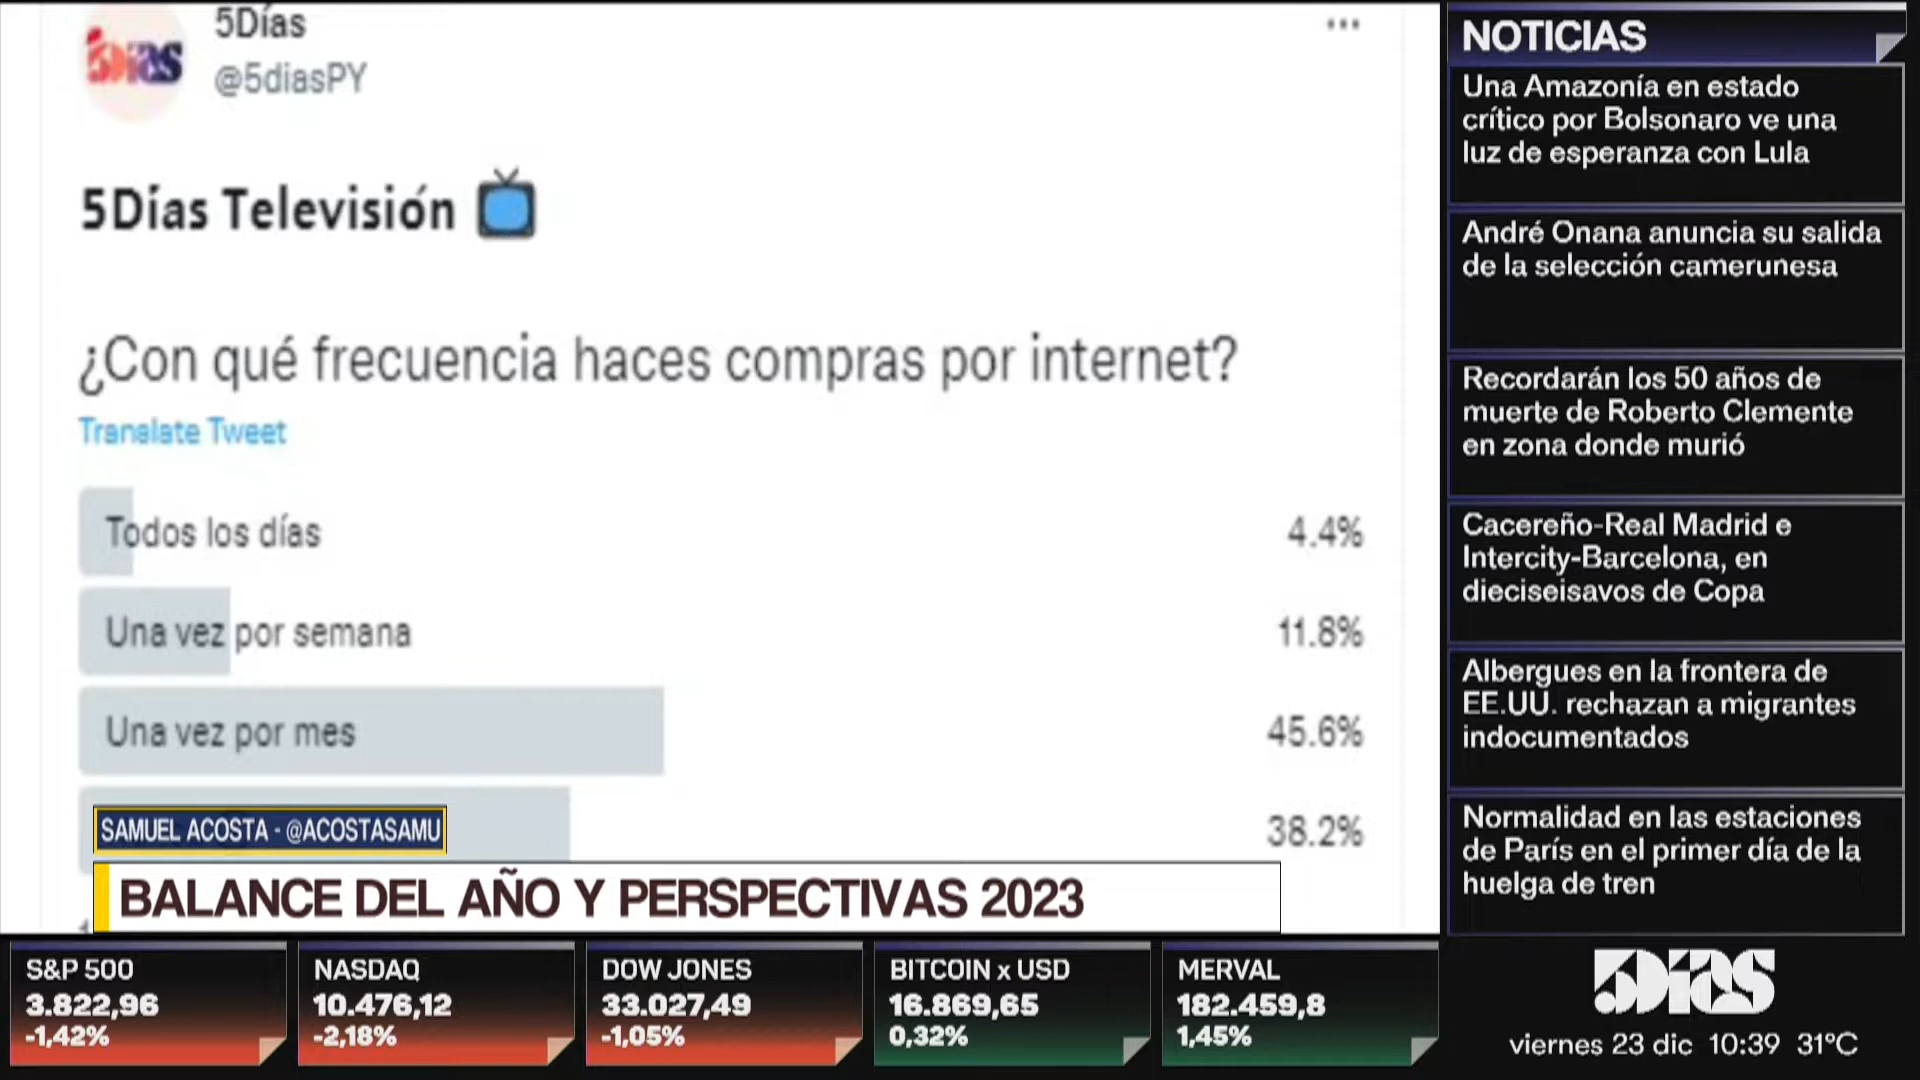 5Días
@5diasPY
5Días
5Días Televisión
¿Con qué frecuencia haces compras por internet?
Translate Tweet
Todos los días
4.4%
Una vez por semana
11.8%
Una vez por mes
45.6%
38.2%
SAMUEL ACOSTA - @ACOSTASAMU
BALANCE DEL AÑO Y PERSPECTIVAS 2023
NOTICIAS
Una Amazonía en estado
crítico por Bolsonaro ve una
luz de esperanza con Lula
André Onana anuncia su salida
de la selección camerunesa
Recordarán los 50 años de
muerte de Roberto Clemente
en zona donde murió
Cacereño-Real Madrid e
Intercity-Barcelona, en
dieciseisavos de Copa
Albergues en la frontera de
EE.UU. rechazan a migrantes
indocumentados
Normalidad en las estaciones
de París en el primer día de la
huelga de tren
S&P 500
3.822,96
-1,42%
NASDAQ
10.476,12
-2,18%
DOW JONES
33.027,49
-1,05%
BITCOIN x USD
16.869,65
0,32%
MERVAL
182.459,8
1,45%
5Días
viernes 23 dic 10:39 31°C